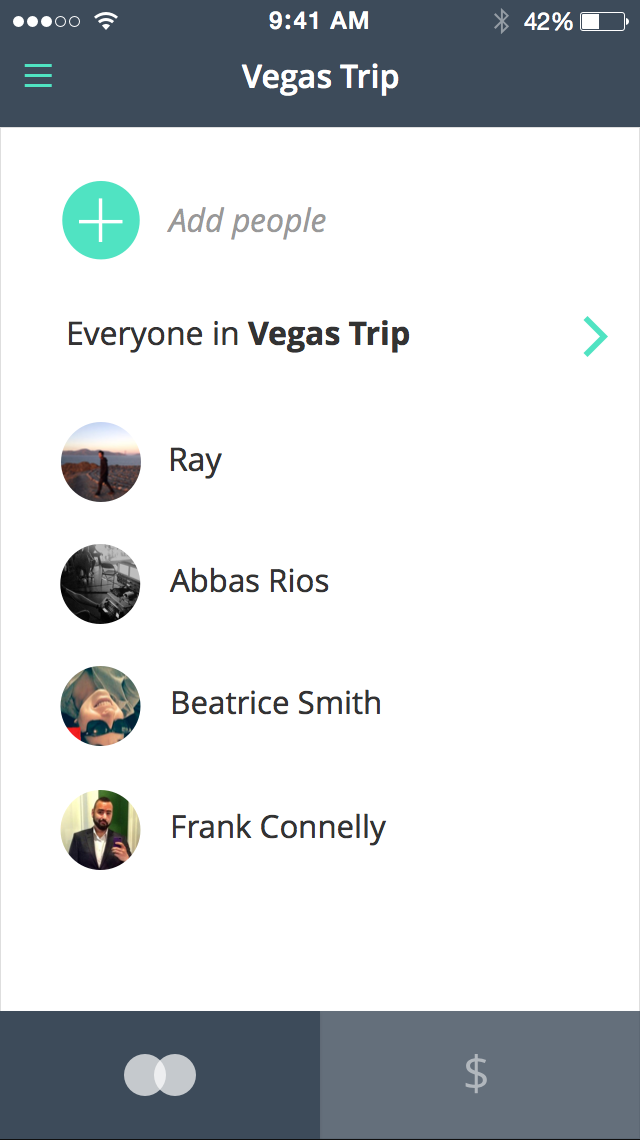 9:41 AM
42%
Vegas Trip
Add people
Everyone in Vegas Trip
Ray
Abbas Rios
Beatrice Smith
Frank Connelly
$